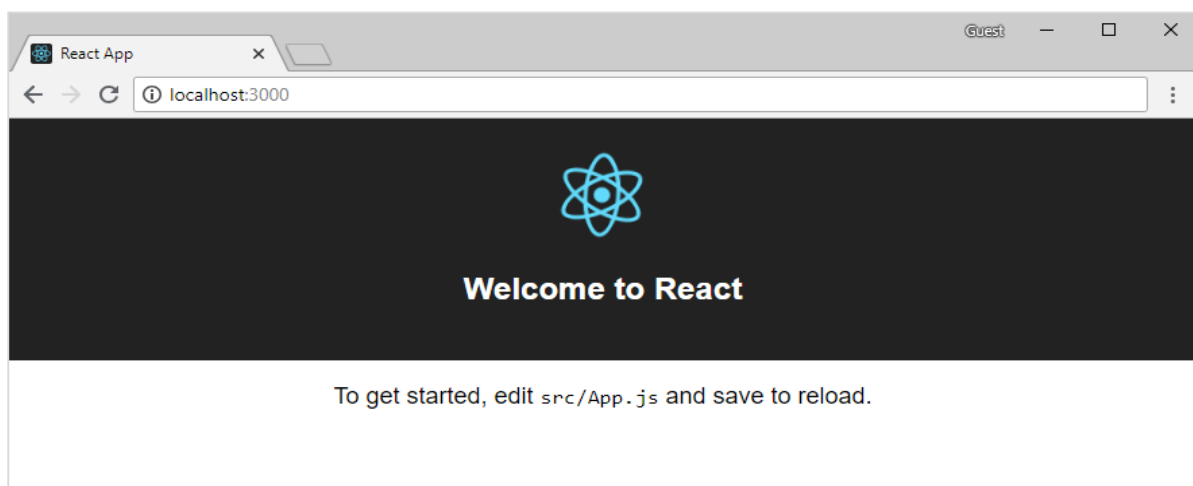 Guest
React App
localhost:3000
Welcome to React
To get started, edit src/App.js and save to reload.